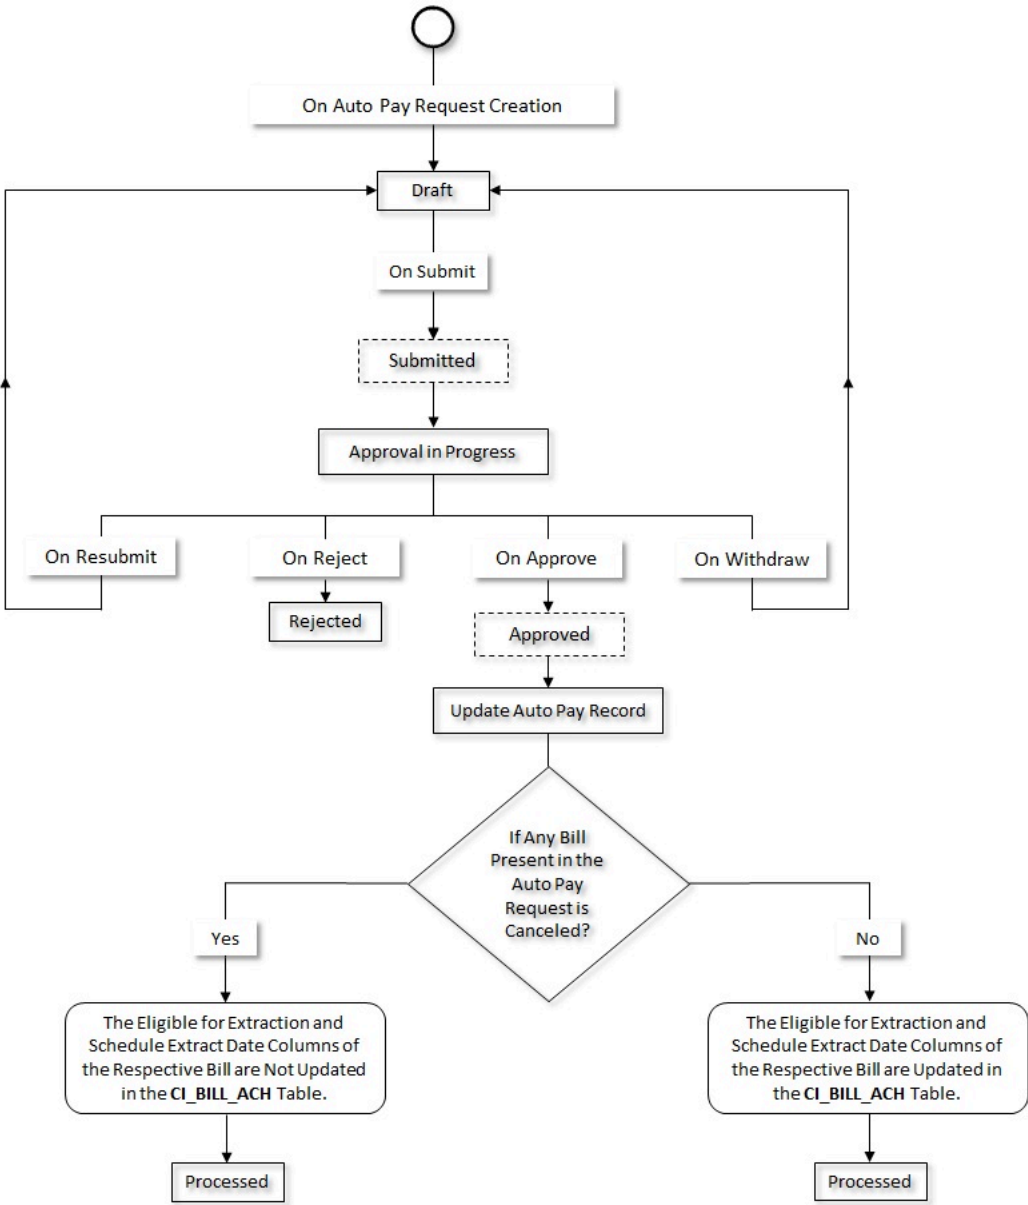 On Auto Pay Request Creation
Draft
On Submit
Submitted
Approval in Progress
On Resubmit
On Reject
On Approve
On Withdraw
Rejected
Approved
Update Auto Pay Record
If Any Bill
Present in the
Auto Pay
Request is
Canceled?
Yes
No
The Eligible for Extraction and
Schedule Extract Date Columns of
the Respective Bill are Not Updated
in the CI_BILL_ACH Table.
The Eligible for Extraction and
Schedule Extract Date Columns of
the Respective Bill are Updated in
the CI_BILL_ACH Table.
Processed
Processed